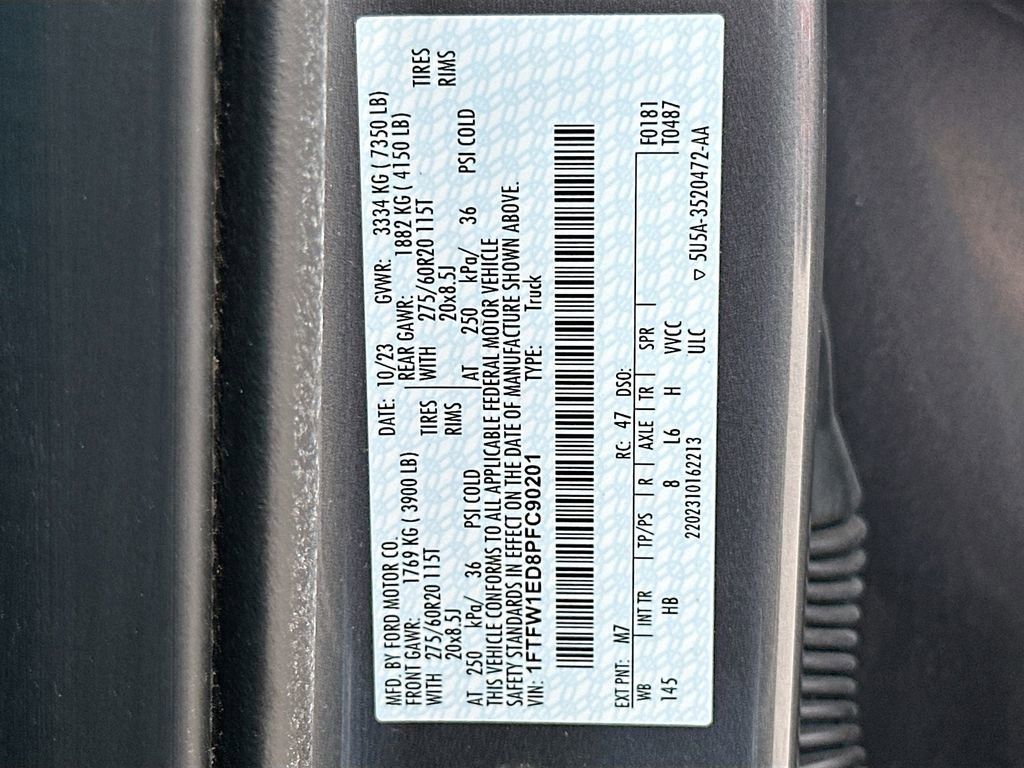 MFD. BY FORD MOTOR CO. DATE: 10/23 GVWR: 3334 KG ( 7350 LB)
FRONT GAWR: 1769 KG ( 3900 LB) REAR GAWR: 1882 KG ( 4150 LB)
WITH 275/60R20 115T TIRES WITH 275/60R20 115T TIRES
20x8.5J RIMS 20x8.5J RIMS
AT 250 kPa/ 36 PSI COLD AT 250 kPa/ 36 PSI COLD
THIS VEHICLE CONFORMS TO ALL APPLICABLE FEDERAL MOTOR VEHICLE
SAFETY STANDARDS IN EFFECT ON THE DATE OF MANUFACTURE SHOWN ABOVE.
VIN: 1FTFW1ED8PFC90201 TYPE: Truck
EXT PNT: M7 RC: 47 DSO:
WB INT TR TP/PS R AXLE TR SPR F0181
145 HB 8 L6 H VVCC T0487
ULC
2202310162213 ▽ 5U5A-3520472-AA